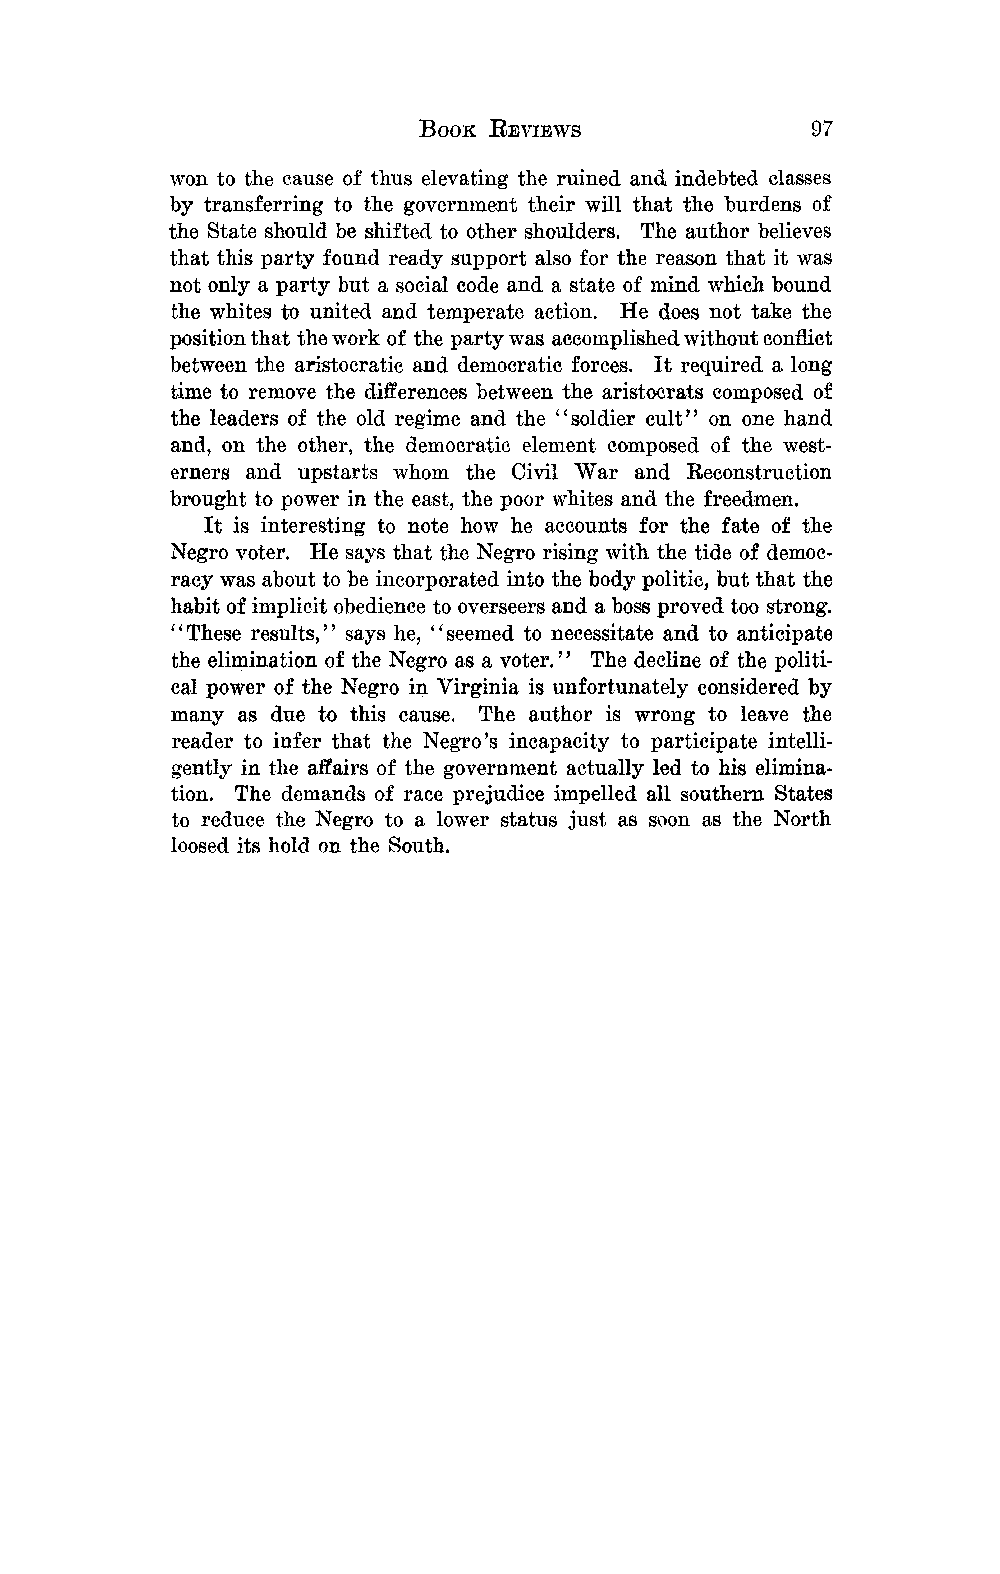 BOOK REVIEWS 97
won to the cause of thus elevating the ruined and indebted classes
by transferring to the government their will that the burdens of
the State should be shifted to other shoulders. The author believes
that this party found ready support also for the reason that it was
not only a party but a social code and a state of mind which bound
the whites to united and temperate action. He does not take the
position that the work of the party was accomplished without conflict
between the aristocratic and democratic forces. It required a long
time to remove the differences between the aristocrats composed of
the leaders of the old regime and the ‘‘soldier cult’’ on one hand
and, on the other, the democratic element composed of the west-
erners and upstarts whom the Civil War and Reconstruction
brought to power in the east, the poor whites and the freedmen.
It is interesting to note how he accounts for the fate of the
Negro voter. He says that the Negro rising with the tide of democ-
racy was about to be incorporated into the body politic, but that the
habit of implicit obedience to overseers and a boss proved too strong.
‘‘These results,’’ says he, ‘‘seemed to necessitate and to anticipate
the elimination of the Negro as a voter.’’ The decline of the politi-
cal power of the Negro in Virginia is unfortunately considered by
many as due to this cause. The author is wrong to leave the
reader to infer that the Negro’s incapacity to participate intelli-
gently in the affairs of the government actually led to his elimina-
tion. The demands of race prejudice impelled all southern States
to reduce the Negro to a lower status just as soon as the North
loosed its hold on the South.